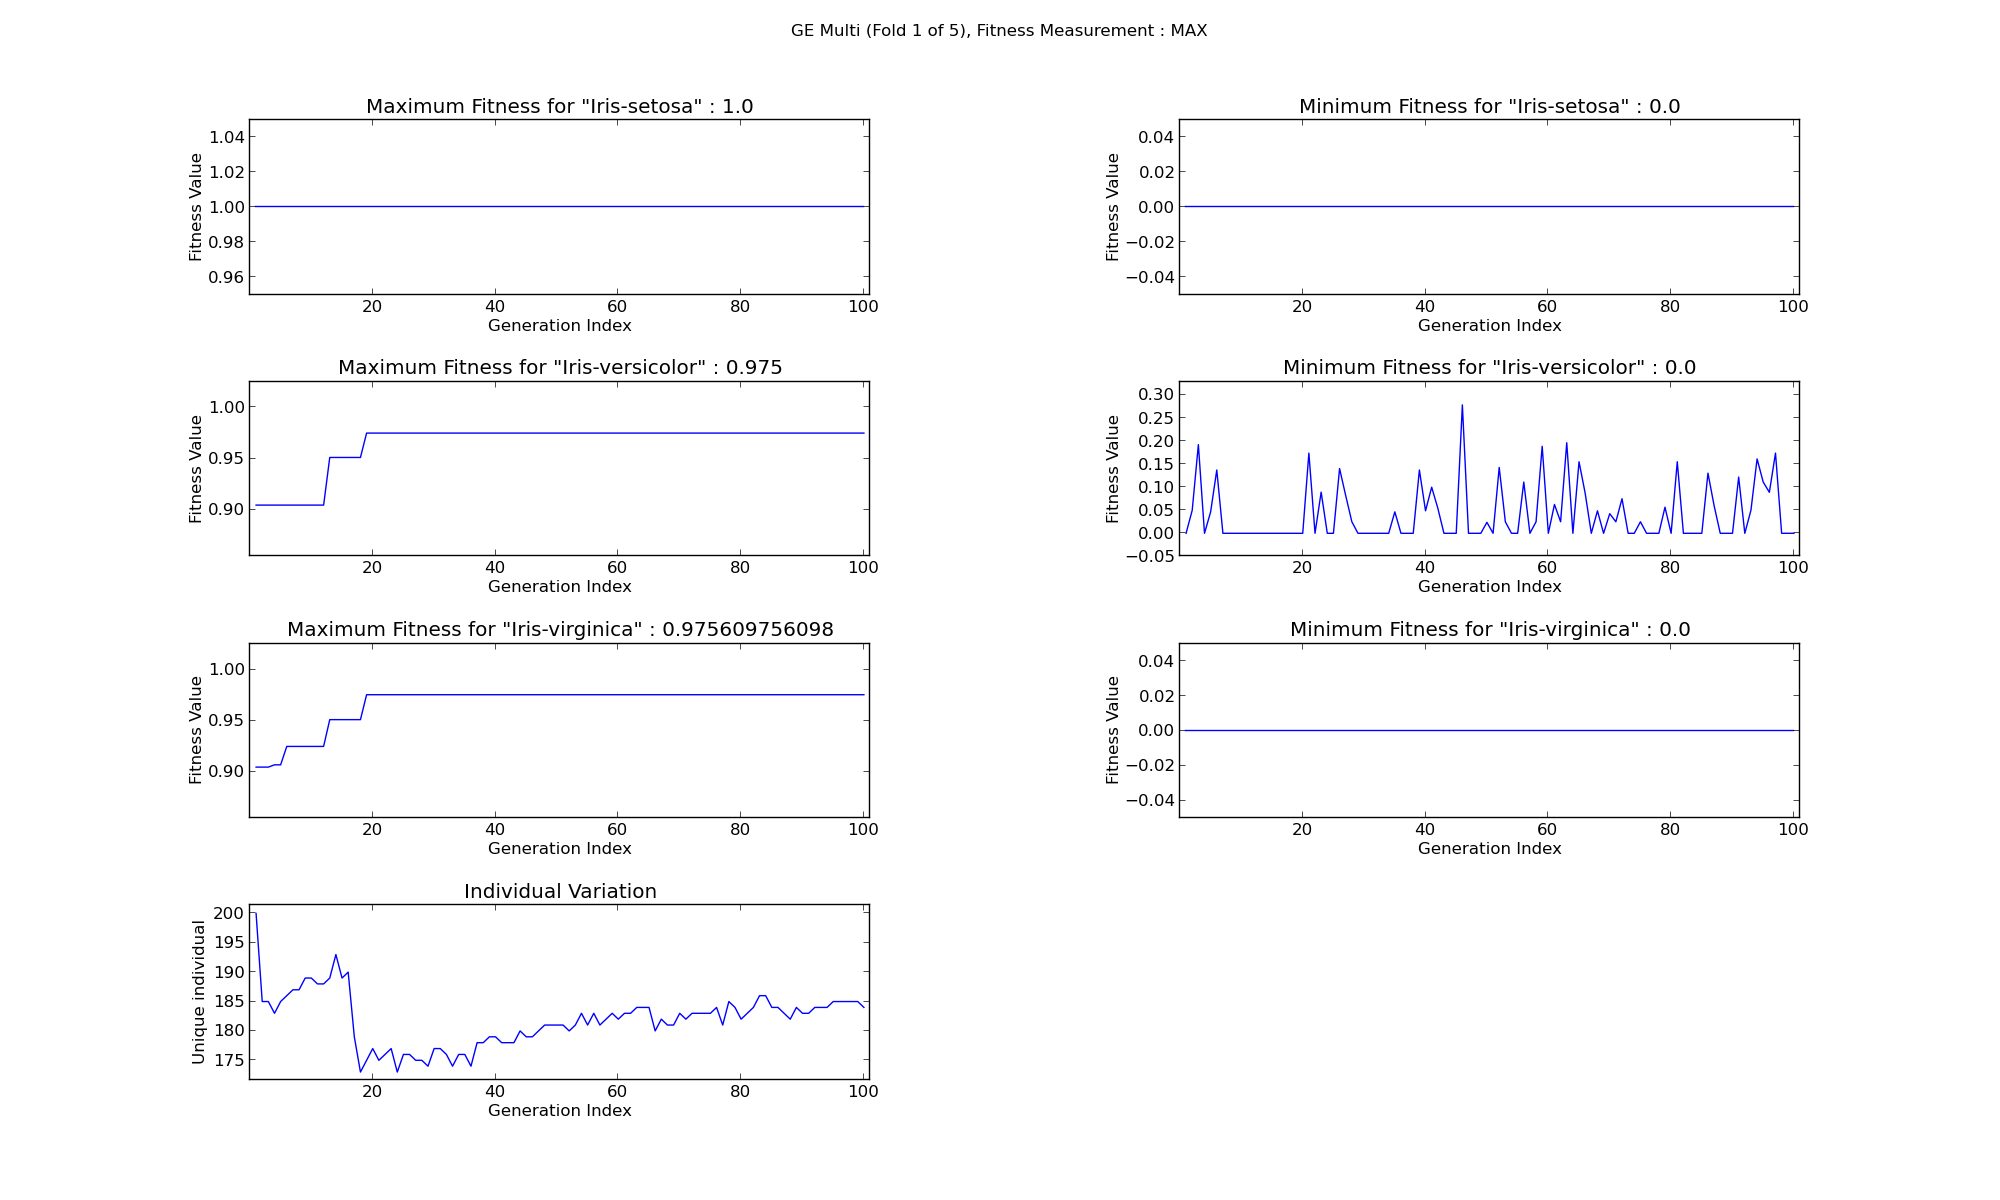 GE Multi (Fold 1 of 5), Fitness Measurement : MAX
Maximum Fitness for "Iris-setosa" : 1.0
1.04
1.02
1.00
0.98
0.96
Fitness Value
20 40 60 80 100
Generation Index
Minimum Fitness for "Iris-setosa" : 0.0
0.04
0.02
0.00
−0.02
−0.04
Fitness Value
20 40 60 80 100
Generation Index
Maximum Fitness for "Iris-versicolor" : 0.975
1.00
0.95
0.90
Fitness Value
20 40 60 80 100
Generation Index
Minimum Fitness for "Iris-versicolor" : 0.0
0.30
0.25
0.20
0.15
0.10
0.05
0.00
−0.05
Fitness Value
20 40 60 80 100
Generation Index
Maximum Fitness for "Iris-virginica" : 0.975609756098
1.00
0.95
0.90
Fitness Value
20 40 60 80 100
Generation Index
Minimum Fitness for "Iris-virginica" : 0.0
0.04
0.02
0.00
−0.02
−0.04
Fitness Value
20 40 60 80 100
Generation Index
Individual Variation
200
195
190
185
180
175
Unique individual
20 40 60 80 100
Generation Index